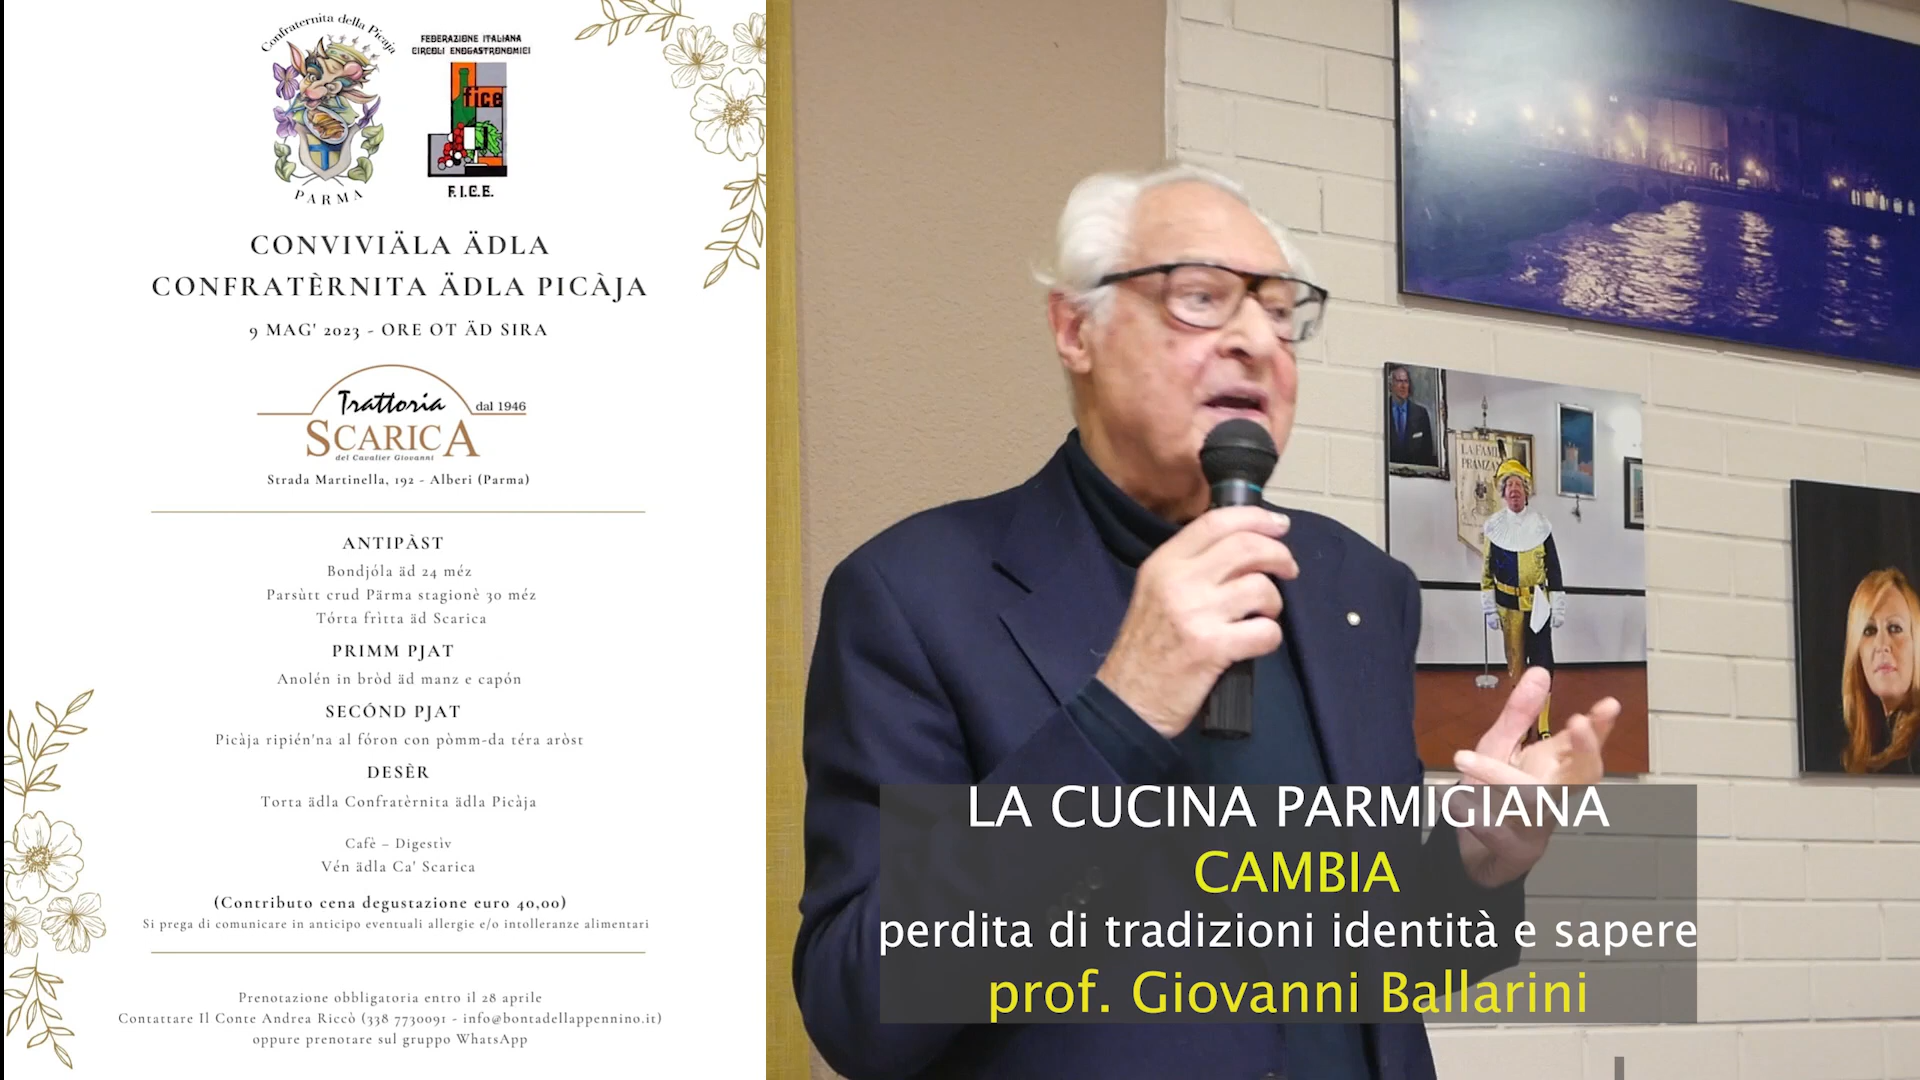 Confraternita della Picaja
PARMA
FEDERAZIONE ITALIANA
CIRCOLI ENOGASTRONOMICI
fice
F.I.C.E.
CONVIVIÄLA ÄDLA
CONFRATÈRNITA ÄDLA PICÀJA
9 MAG' 2023 - ORE OT ÄD SIRA
Trattoria dal 1946
SCARICA
del Cavalier Giovanni
Strada Martinella, 192 - Alberi (Parma)
ANTIPÀST
Bondjóla äd 24 méz
Parsùtt crud Pärma stagionè 30 méz
Tórta frìtta äd Scarica
PRIMM PJAT
Anolén in bròd äd manz e capón
SECÓND PJAT
Picàja ripién'na al fóron con pòmm-da téra aròst
DESÈR
Torta ädla Confratèrnita ädla Picàja
Cafè – Digestìv
Vén ädla Ca' Scarica
(Contributo cena degustazione euro 40,00)
Si prega di comunicare in anticipo eventuali allergie e/o intolleranze alimentari
Prenotazione obbligatoria entro il 28 aprile
Contattare Il Conte Andrea Riccò (338 7730091 - info@bontadellappennino.it)
oppure prenotare sul gruppo WhatsApp
LA FAMI
PRAMZAN
LA CUCINA PARMIGIANA
CAMBIA
perdita di tradizioni identità e sapere
prof. Giovanni Ballarini